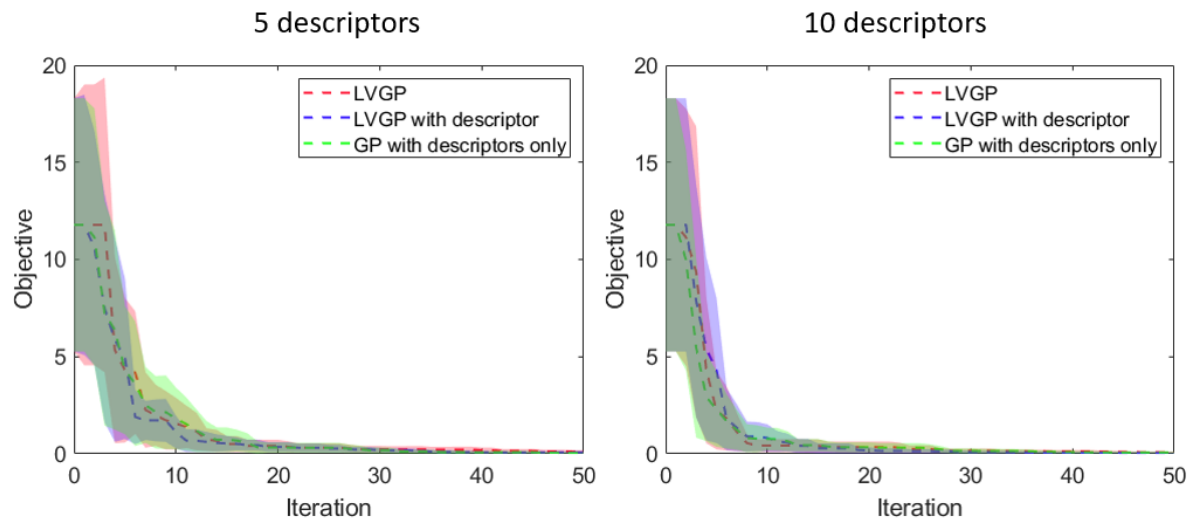 5 descriptors
20
15
10
5
0
Objective
LVGP
LVGP with descriptor
GP with descriptors only
0 10 20 30 40 50
Iteration
10 descriptors
20
15
10
5
0
Objective
LVGP
LVGP with descriptor
GP with descriptors only
0 10 20 30 40 50
Iteration